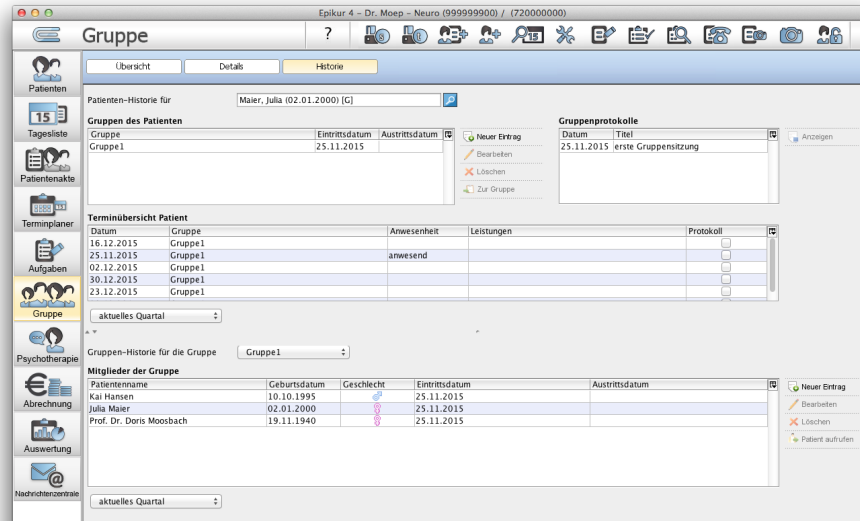 Epikur 4 – Dr. Moep – Neuro (999999900) / (720000000)
Gruppe
?
15
Patienten
15
Tagesliste
Patientenakte
Terminplaner
Aufgaben
Gruppe
Psychotherapie
Abrechnung
Auswertung
Nachrichtenzentrale
Übersicht Details Historie
Patienten-Historie für Maier, Julia (02.01.2000) [G]
Gruppen des Patienten
Gruppe Eintrittsdatum Austrittsdatum
Gruppe1 25.11.2015
Neuer Eintrag
Bearbeiten
Löschen
Zur Gruppe
Gruppenprotokolle
Datum Titel
25.11.2015 erste Gruppensitzung
Anzeigen
Terminübersicht Patient
Datum Gruppe Anwesenheit Leistungen Protokoll
16.12.2015 Gruppe1
25.11.2015 Gruppe1 anwesend
02.12.2015 Gruppe1
30.12.2015 Gruppe1
23.12.2015 Gruppe1
aktuelles Quartal
Gruppen-Historie für die Gruppe Gruppe1
Mitglieder der Gruppe
Patientenname Geburtsdatum Geschlecht Eintrittsdatum Austrittsdatum
Kai Hansen 10.10.1995 25.11.2015
Julia Maier 02.01.2000 25.11.2015
Prof. Dr. Doris Moosbach 19.11.1940 25.11.2015
Neuer Eintrag
Bearbeiten
Löschen
Patient aufrufen
aktuelles Quartal